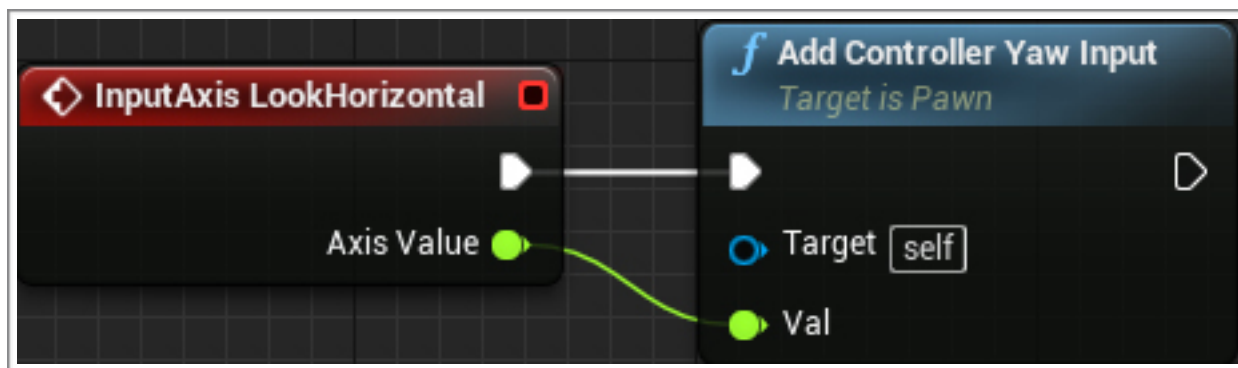 InputAxis LookHorizontal
Axis Value
f Add Controller Yaw Input
Target is Pawn
Target self
Val